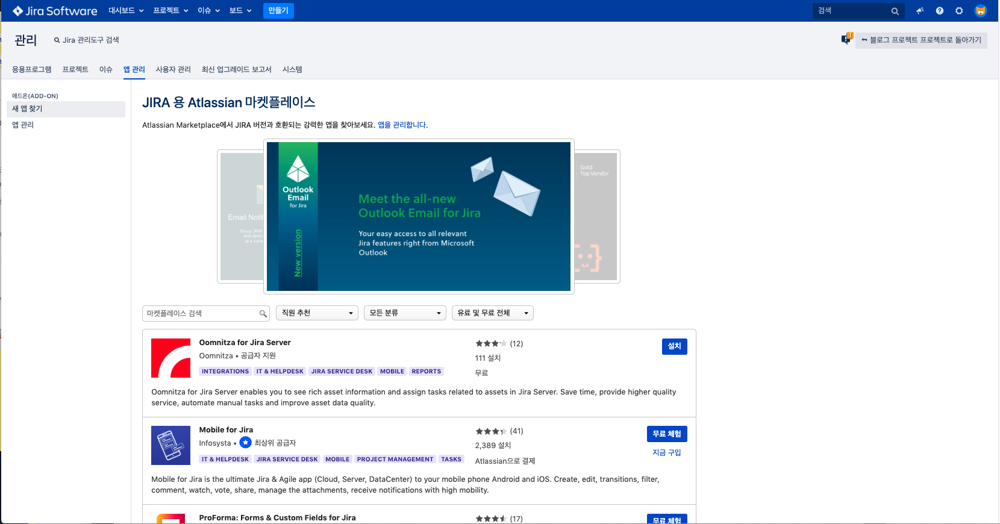 Jira Software 대시보드 프로젝트 이슈 보드 만들기 검색
관리 Jira 관리도구 검색 1 블로그 프로젝트 프로젝트로 돌아가기
응용프로그램 프로젝트 이슈 앱 관리 사용자 관리 최신 업그레이드 보고서 시스템
애드온(ADD-ON)
새 앱 찾기
앱 관리
JIRA 용 Atlassian 마켓플레이스
Atlassian Marketplace에서 JIRA 버전과 호환되는 강력한 앱을 찾아보세요. 앱을 관리합니다.
Email Notif
Group JIRA
and send
at a sche
Outlook
Email
for Jira
New version
Meet the all-new
Outlook Email for Jira
Your easy access to all relevant
Jira features right from Microsoft
Outlook
Gold
Top Vendor
마켓플레이스 검색 직원 추천 모든 분류 유료 및 무료 전체
Oomnitza for Jira Server (12) 설치
Oomnitza • 공급자 지원 111 설치
INTEGRATIONS IT & HELPDESK JIRA SERVICE DESK MOBILE REPORTS 무료
Oomnitza for Jira Server enables you to see rich asset information and assign tasks related to assets in Jira Server. Save time, provide higher quality
service, automate manual tasks and improve asset data quality.
Mobile for Jira (41) 무료 체험
Infosysta • 최상위 공급자 2,389 설치 지금 구입
IT & HELPDESK JIRA SERVICE DESK MOBILE PROJECT MANAGEMENT TASKS Atlassian으로 결제
Mobile for Jira is the ultimate Jira & Agile app (Cloud, Server, DataCenter) to your mobile phone Android and iOS. Create, edit, transitions, filter,
comment, watch, vote, share, manage the attachments, receive notifications with high mobility.
ProForma: Forms & Custom Fields for Jira (17) 무료 체험